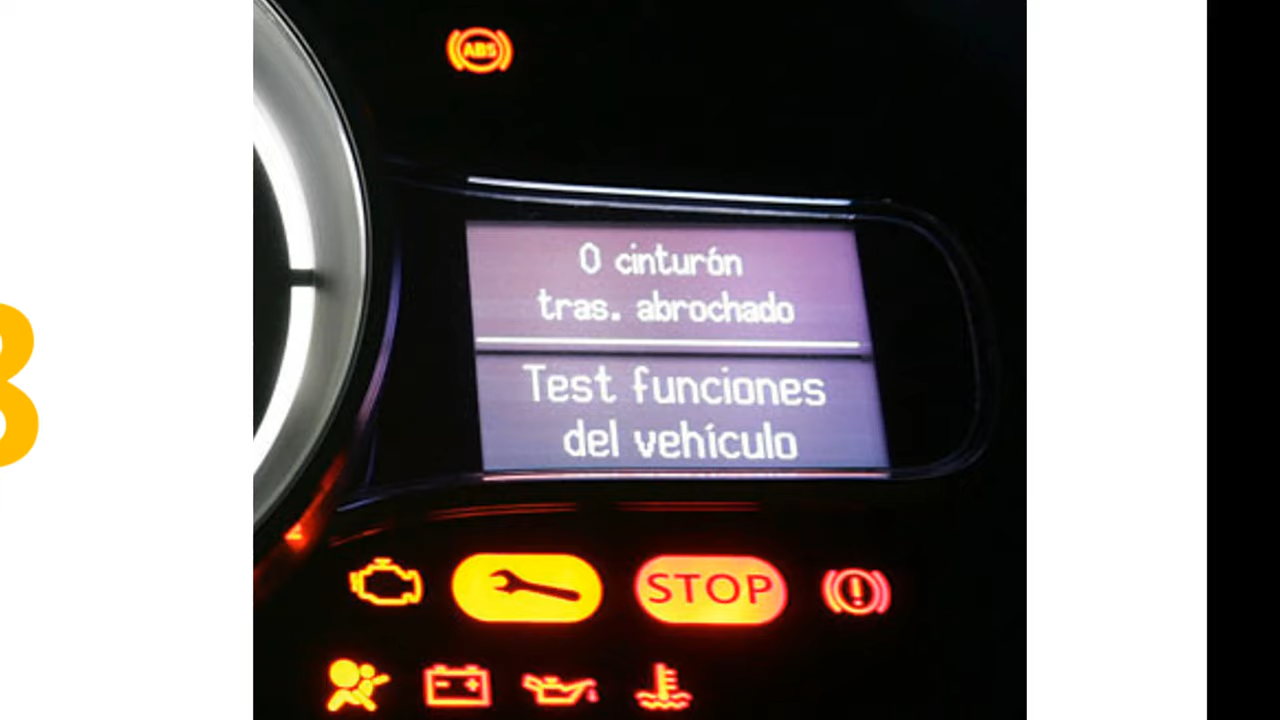 ABS
0 cinturón
tras. abrochado
Test funciones
del vehículo
STOP